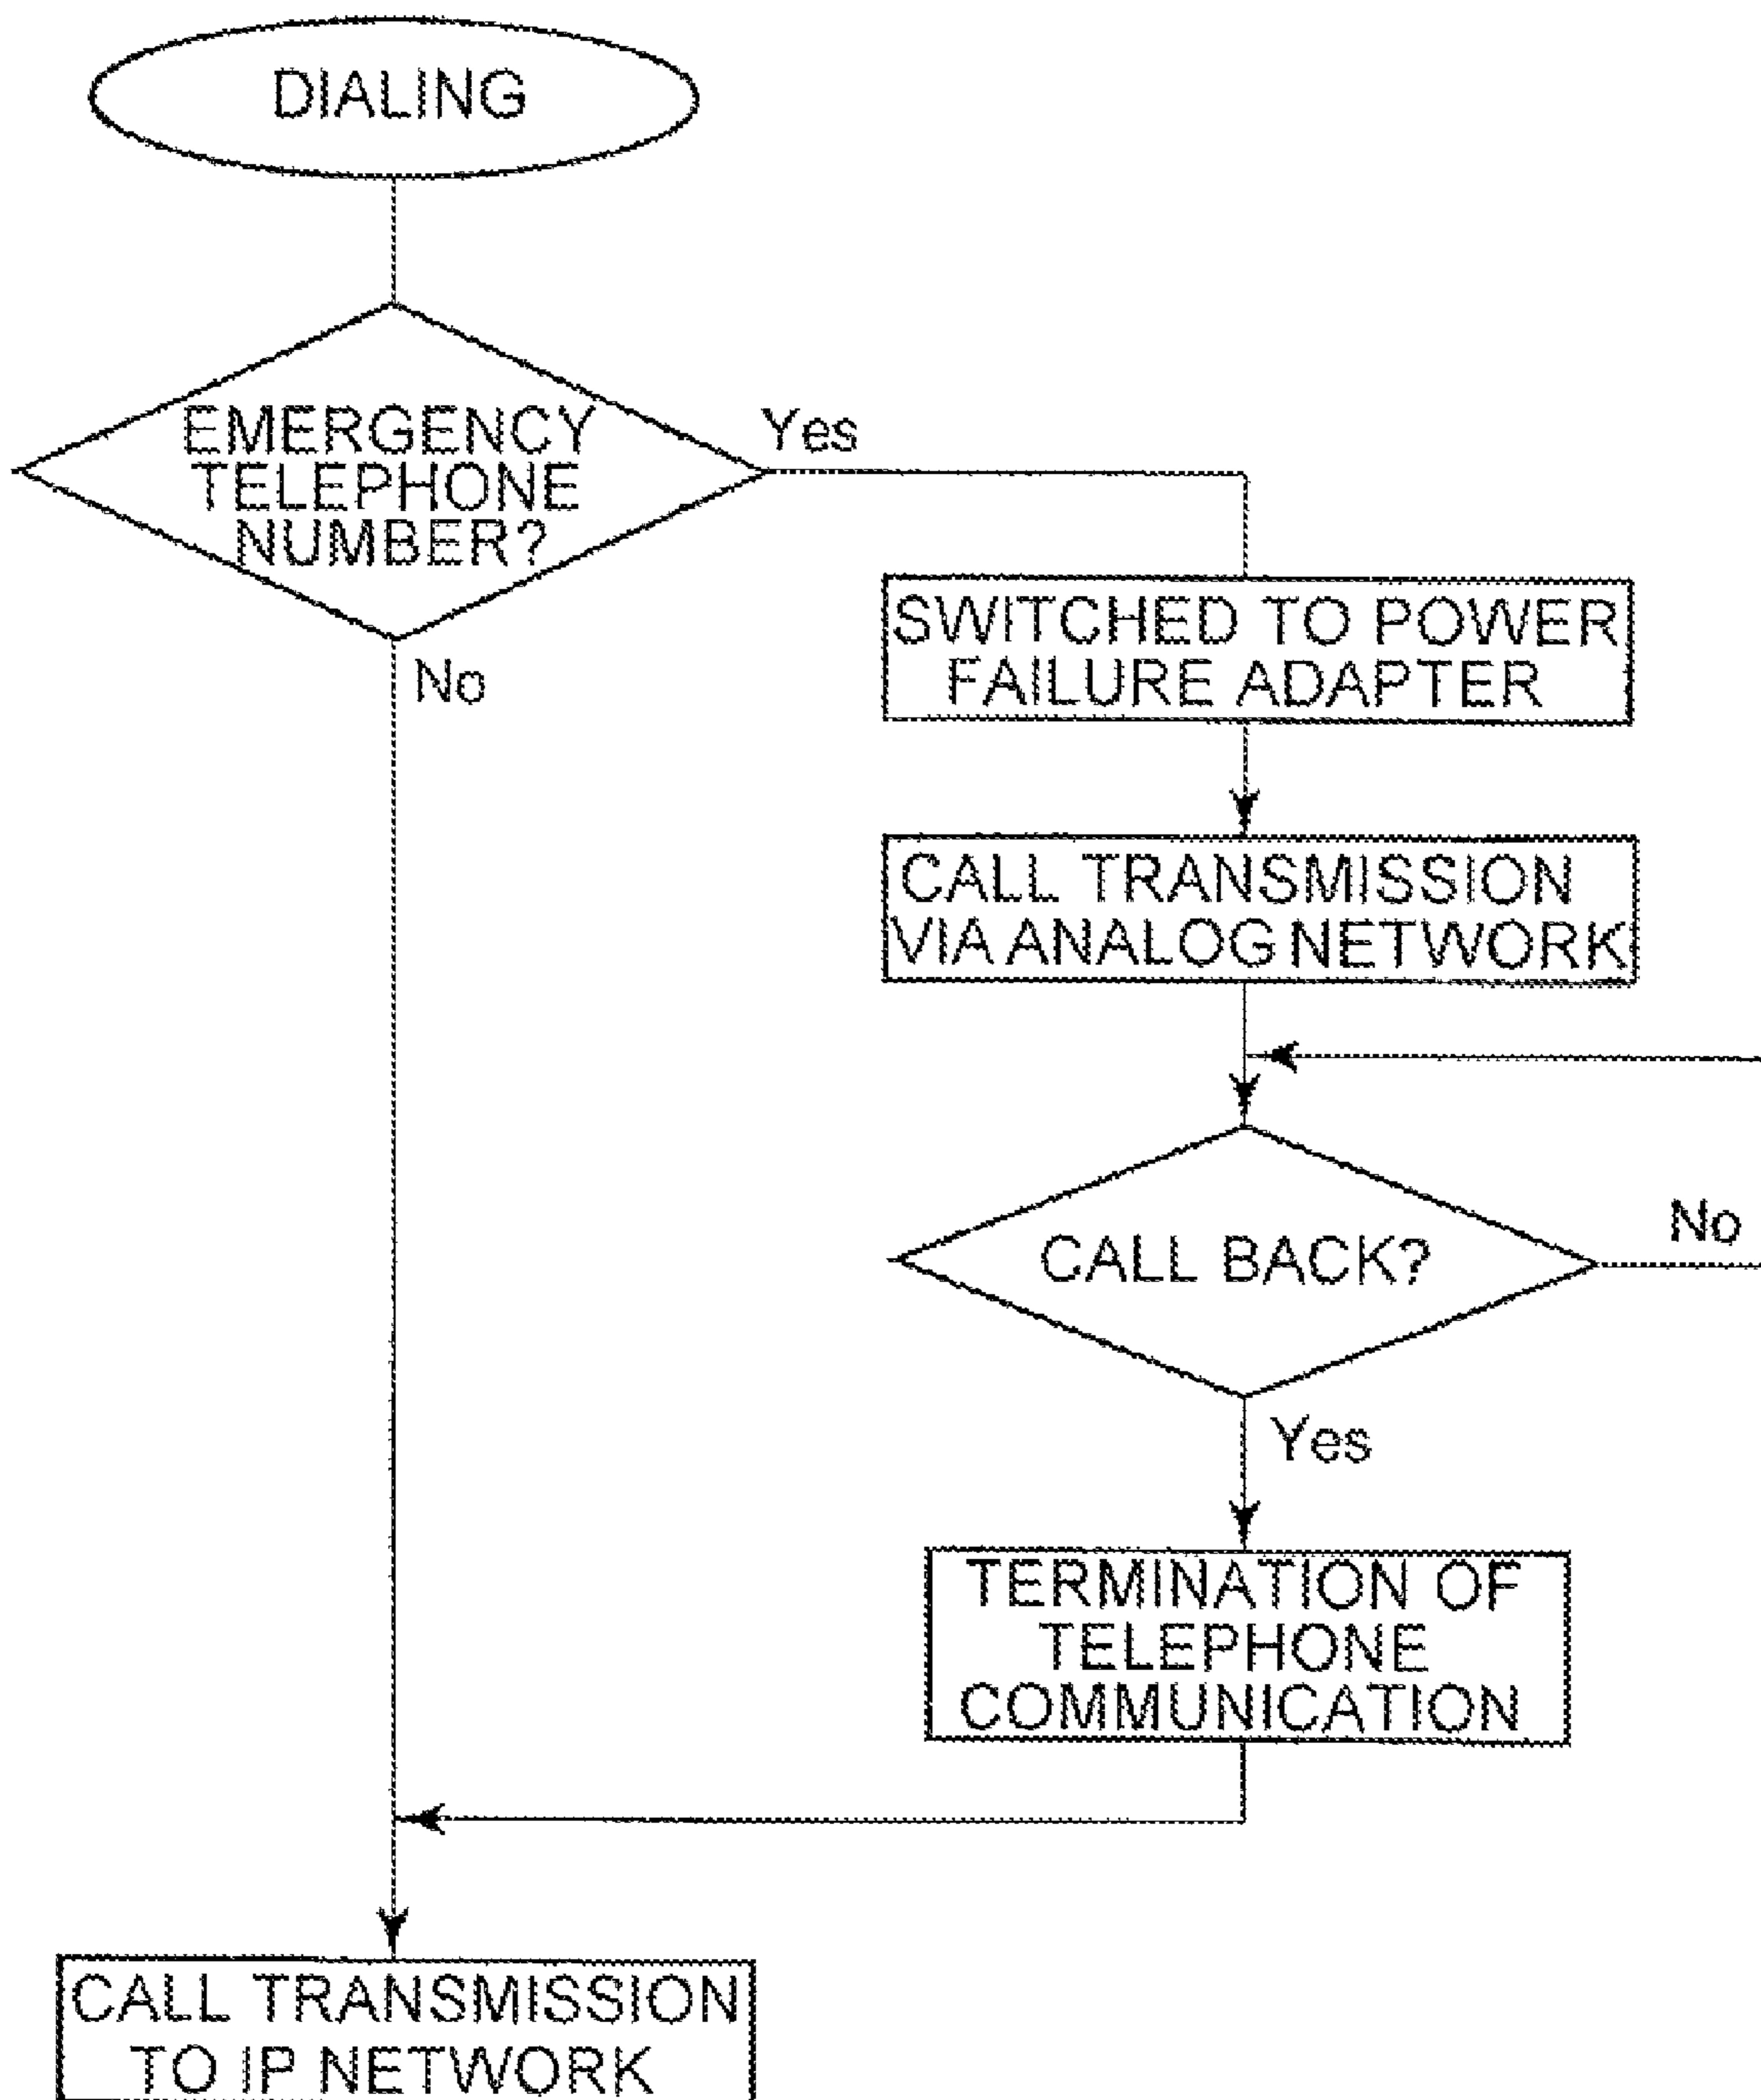 DIALING
EMERGENCY
TELEPHONE
NUMBER?
Yes
No
SWITCHED TO POWER
FAILURE ADAPTER
CALL TRANSMISSION
VIA ANALOG NETWORK
CALL BACK?
No
Yes
TERMINATION OF
TELEPHONE
COMMUNICATION
CALL TRANSMISSION
TO IP NETWORK